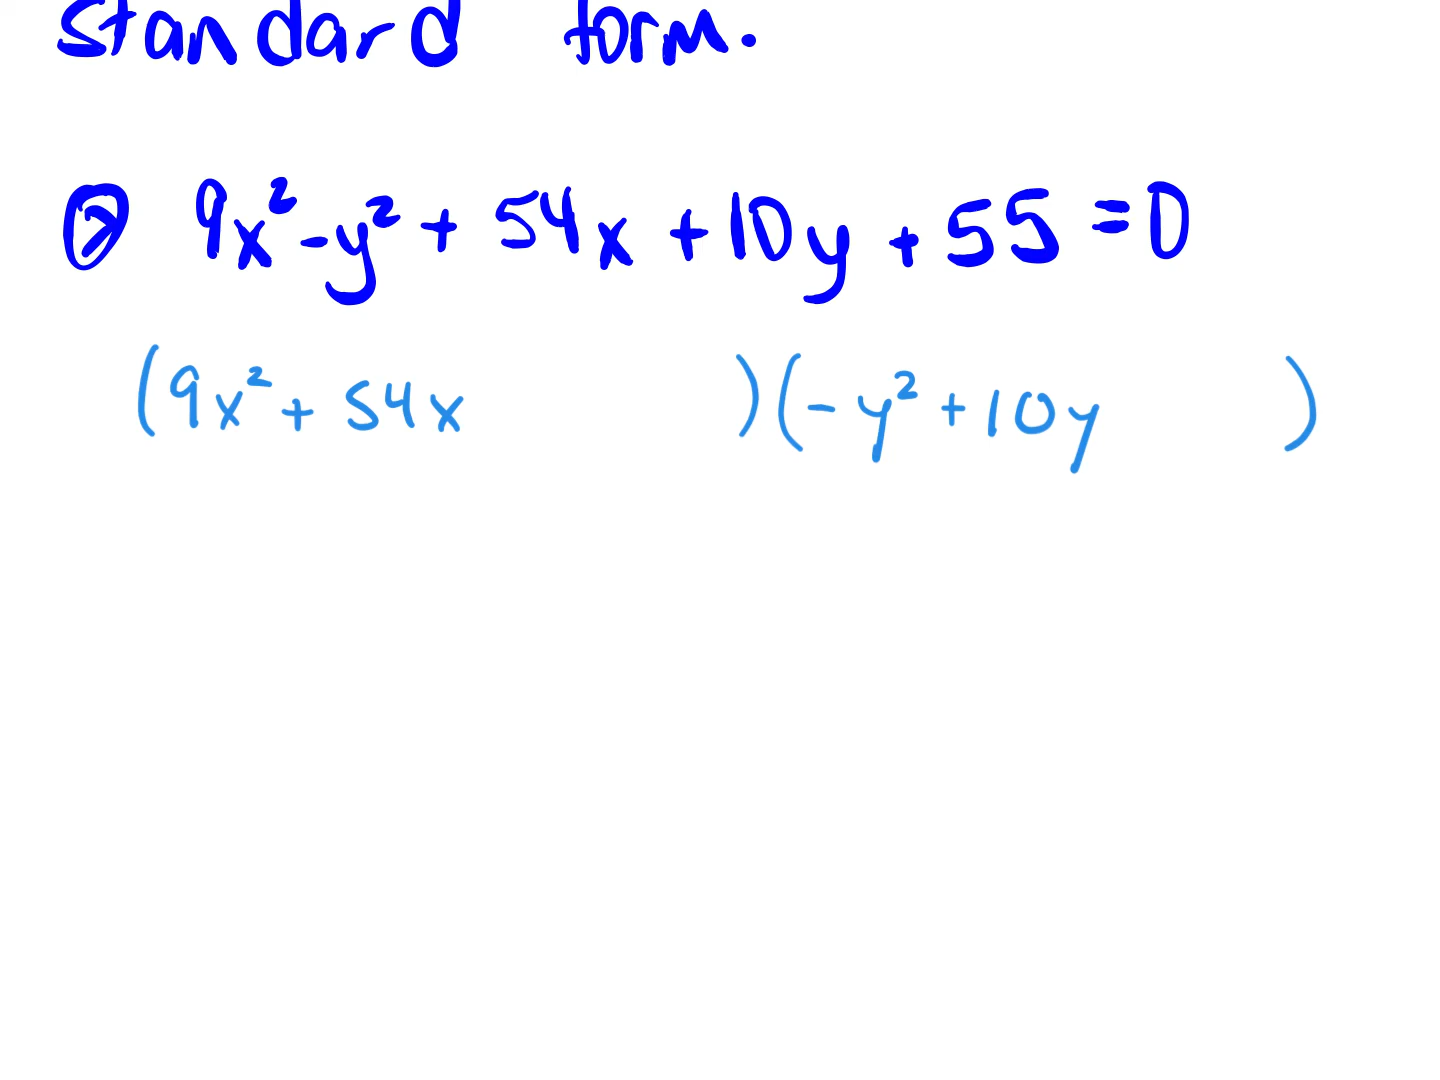 standard form.
② 9x² - y² + 54x + 10y + 55 = 0
(9x² + 54x )(- y² + 10y )